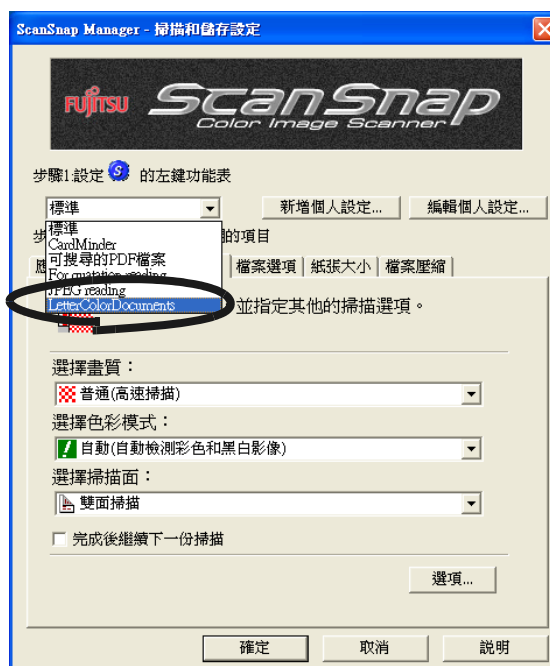 ScanSnap Manager - 掃描和儲存設定
FUJITSU ScanSnap
Color Image Scanner
步驟1:設定 S 的左鍵功能表
標準 新增個人設定... 編輯個人設定...
標準
步 的項目
CardMinder
可搜尋的PDF檔案
應 檔案選項 紙張大小 檔案壓縮
For quatation reading
JPEG reading
LetterColorDocuments 並指定其他的掃描選項。
選擇畫質：
普通(高速掃描)
選擇色彩模式：
自動(自動檢測彩色和黑白影像)
選擇掃描面：
雙面掃描
完成後繼續下一份掃描
選項...
確定 取消 説明